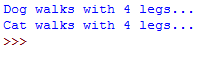 Dog walks with 4 legs...
Cat walks with 4 legs...
>>>